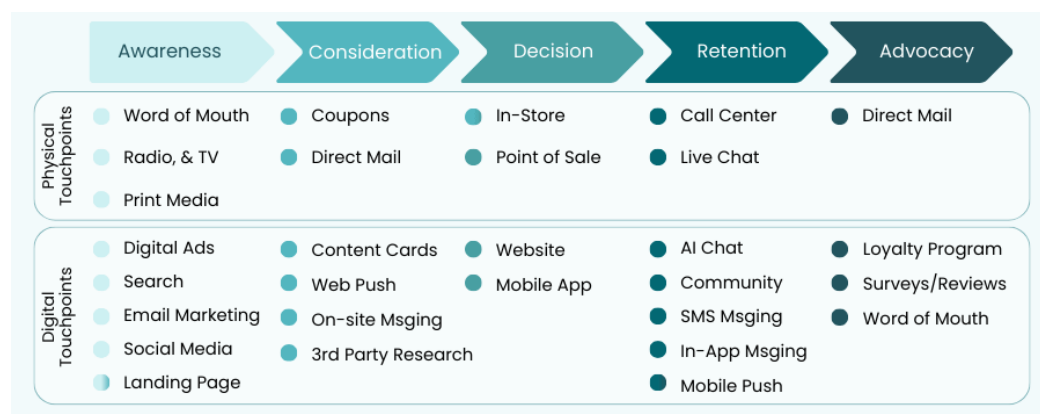 Awareness
Consideration
Decision
Retention
Advocacy
Physical
Touchpoints
Word of Mouth
Radio, & TV
Print Media
Coupons
Direct Mail
In-Store
Point of Sale
Call Center
Live Chat
Direct Mail
Digital
Touchpoints
Digital Ads
Search
Email Marketing
Social Media
Landing Page
Content Cards
Web Push
On-site Msging
3rd Party Research
Website
Mobile App
AI Chat
Community
SMS Msging
In-App Msging
Mobile Push
Loyalty Program
Surveys/Reviews
Word of Mouth